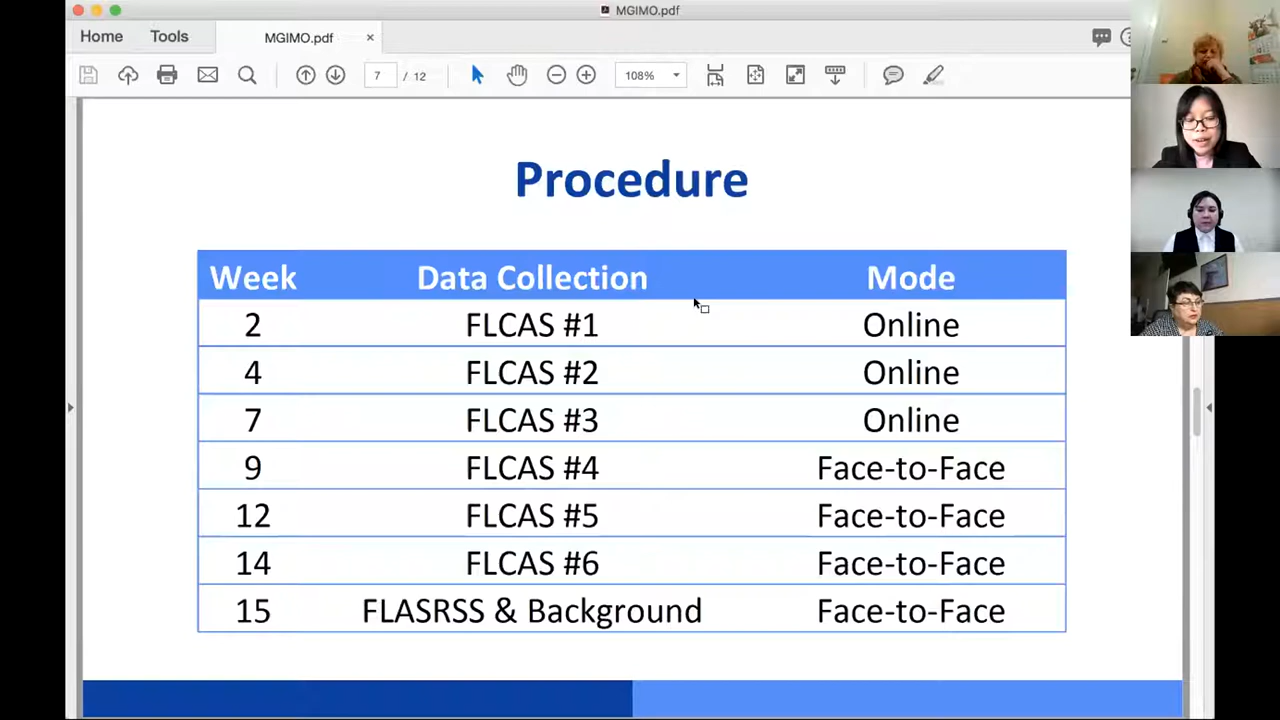 MGIMO.pdf
Home Tools MGIMO.pdf ×
7 / 12 108%
Procedure
Week Data Collection Mode
2 FLCAS #1 Online
4 FLCAS #2 Online
7 FLCAS #3 Online
9 FLCAS #4 Face-to-Face
12 FLCAS #5 Face-to-Face
14 FLCAS #6 Face-to-Face
15 FLASRSS & Background Face-to-Face